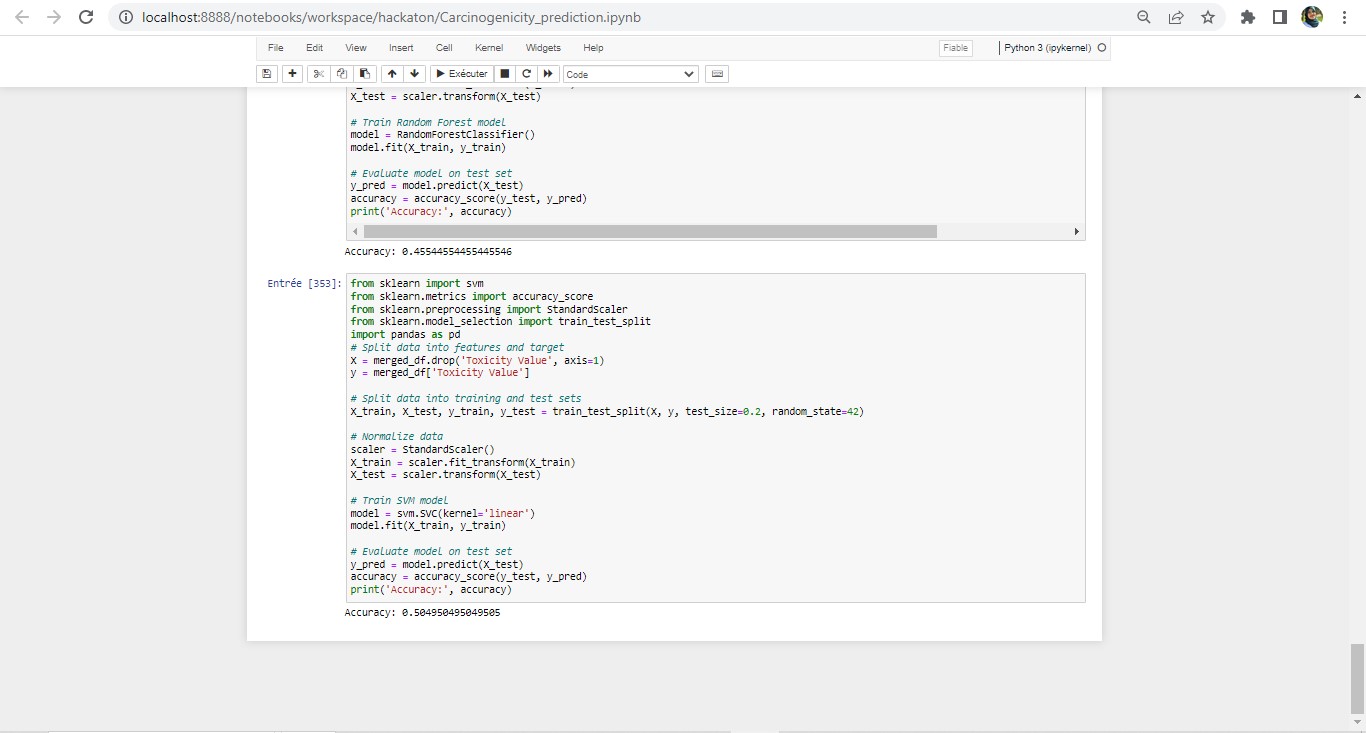 localhost:8888/notebooks/workspace/hackaton/Carcinogenicity_prediction.ipynb
File Edit View Insert Cell Kernel Widgets Help Fiable Python 3 (ipykernel)
Exécuter Code
X_test = scaler.transform(X_test)
# Train Random Forest model
model = RandomForestClassifier()
model.fit(X_train, y_train)
# Evaluate model on test set
y_pred = model.predict(X_test)
accuracy = accuracy_score(y_test, y_pred)
print('Accuracy:', accuracy)
Accuracy: 0.45544554455445546
Entrée [353]: from sklearn import svm
from sklearn.metrics import accuracy_score
from sklearn.preprocessing import StandardScaler
from sklearn.model_selection import train_test_split
import pandas as pd
# Split data into features and target
X = merged_df.drop('Toxicity Value', axis=1)
y = merged_df['Toxicity Value']
# Split data into training and test sets
X_train, X_test, y_train, y_test = train_test_split(X, y, test_size=0.2, random_state=42)
# Normalize data
scaler = StandardScaler()
X_train = scaler.fit_transform(X_train)
X_test = scaler.transform(X_test)
# Train SVM model
model = svm.SVC(kernel='linear')
model.fit(X_train, y_train)
# Evaluate model on test set
y_pred = model.predict(X_test)
accuracy = accuracy_score(y_test, y_pred)
print('Accuracy:', accuracy)
Accuracy: 0.504950495049505